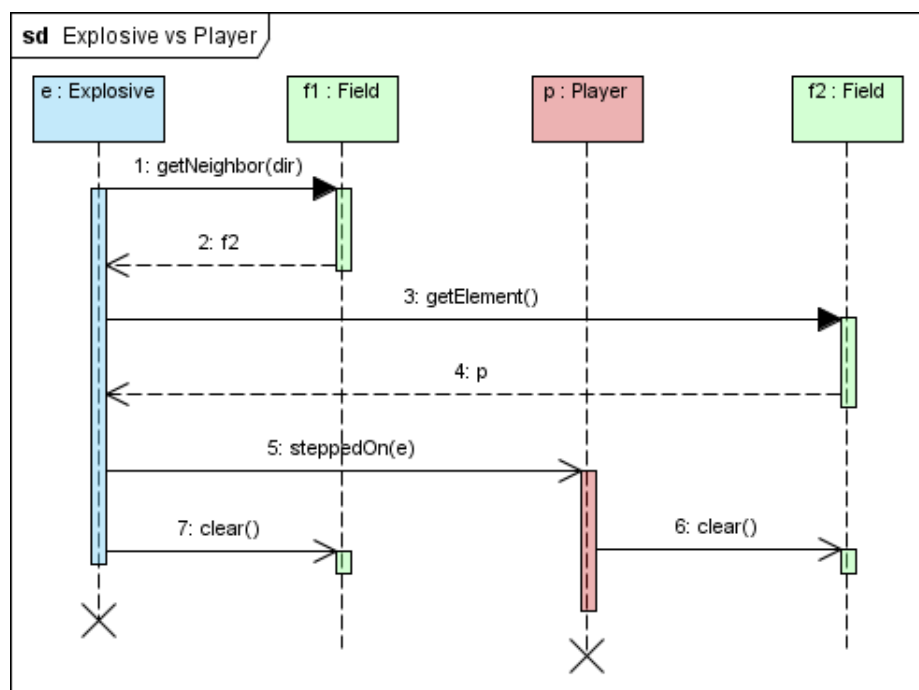 sd Explosive vs Player
e : Explosive
f1 : Field
p : Player
f2 : Field
1: getNeighbor(dir)
2: f2
3: getElement()
4: p
5: steppedOn(e)
7: clear()
6: clear()